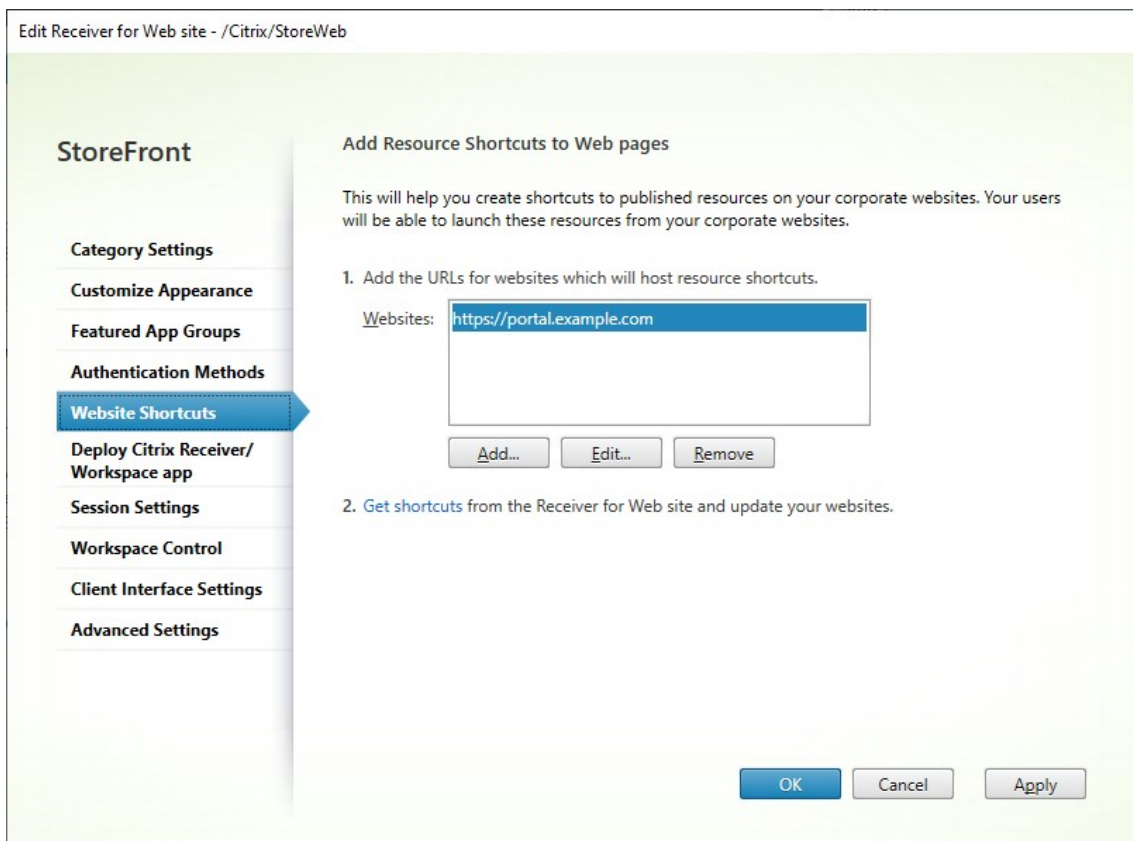 Edit Receiver for Web site - /Citrix/StoreWeb
StoreFront
Category Settings
Customize Appearance
Featured App Groups
Authentication Methods
Website Shortcuts
Deploy Citrix Receiver/
Workspace app
Session Settings
Workspace Control
Client Interface Settings
Advanced Settings
Add Resource Shortcuts to Web pages
This will help you create shortcuts to published resources on your corporate websites. Your users
will be able to launch these resources from your corporate websites.
1. Add the URLs for websites which will host resource shortcuts.
Websites: https://portal.example.com
Add... Edit... Remove
2. Get shortcuts from the Receiver for Web site and update your websites.
OK Cancel Apply